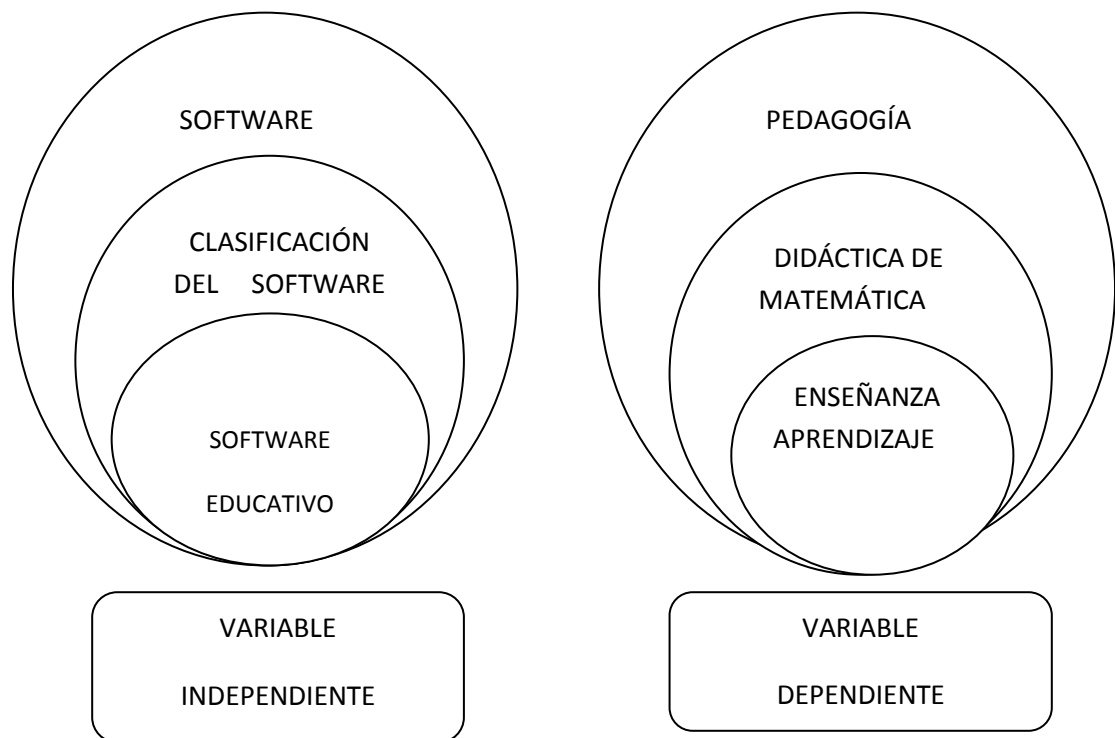 SOFTWARE
CLASIFICACIÓN
DEL SOFTWARE
SOFTWARE
EDUCATIVO
VARIABLE
INDEPENDIENTE
PEDAGOGÍA
DIDÁCTICA DE
MATEMÁTICA
ENSEÑANZA
APRENDIZAJE
VARIABLE
DEPENDIENTE